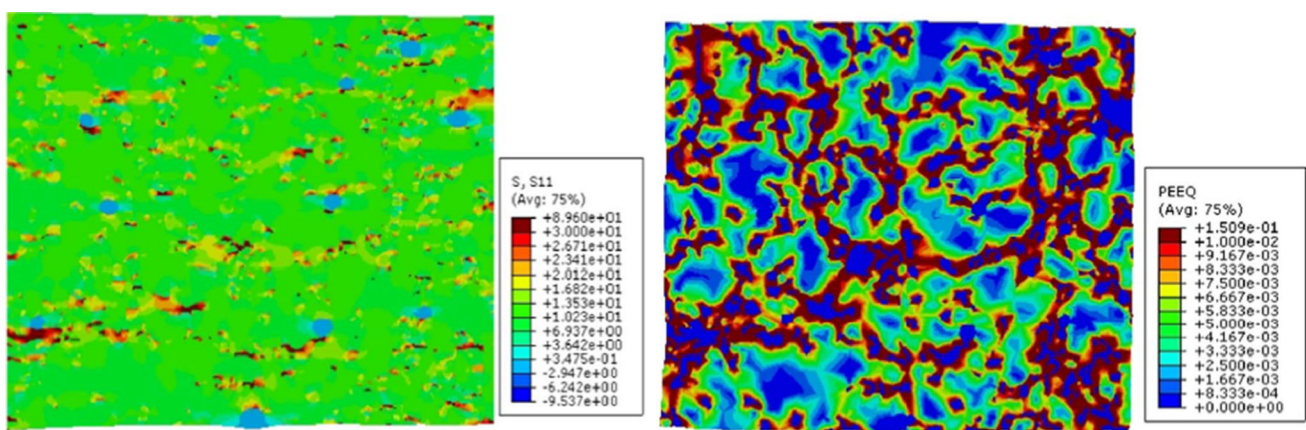 S, S11
(Avg: 75%)
+8.960e+01
+3.000e+01
+2.671e+01
+2.341e+01
+2.012e+01
+1.682e+01
+1.353e+01
+1.023e+01
+6.937e+00
+3.642e+00
+3.475e-01
-2.947e+00
-6.242e+00
-9.537e+00
PEEQ
(Avg: 75%)
+1.509e-01
+1.000e-02
+9.167e-03
+8.333e-03
+7.500e-03
+6.667e-03
+5.833e-03
+5.000e-03
+4.167e-03
+3.333e-03
+2.500e-03
+1.667e-03
+8.333e-04
+0.000e+00